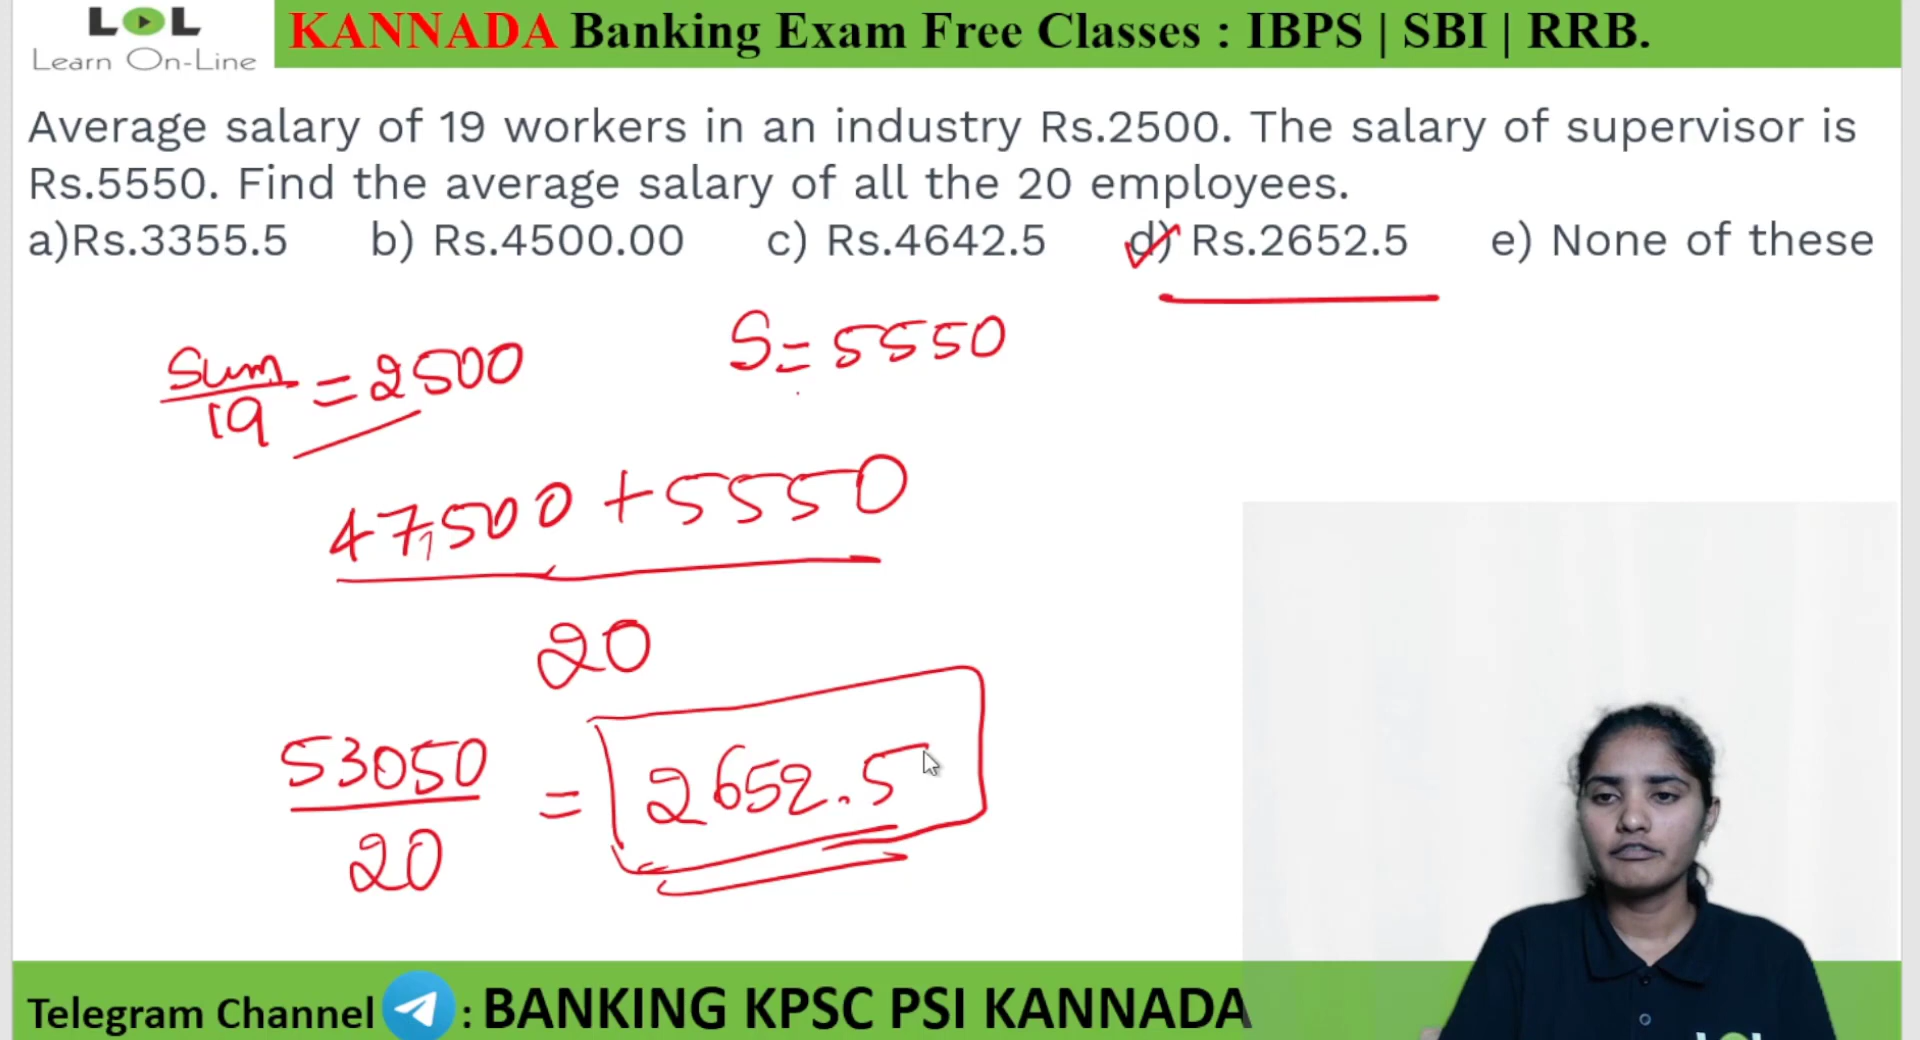 LOL
Learn On-Line
KANNADA Banking Exam Free Classes : IBPS | SBI | RRB.
Average salary of 19 workers in an industry Rs.2500. The salary of supervisor is
Rs.5550. Find the average salary of all the 20 employees.
a)Rs.3355.5 b) Rs.4500.00 c) Rs.4642.5 d) Rs.2652.5 e) None of these
Sum/19 = 2500
S = 5550
47,500 + 5550
20
53050/20 = 2652.5
Telegram Channel : BANKING KPSC PSI KANNADA